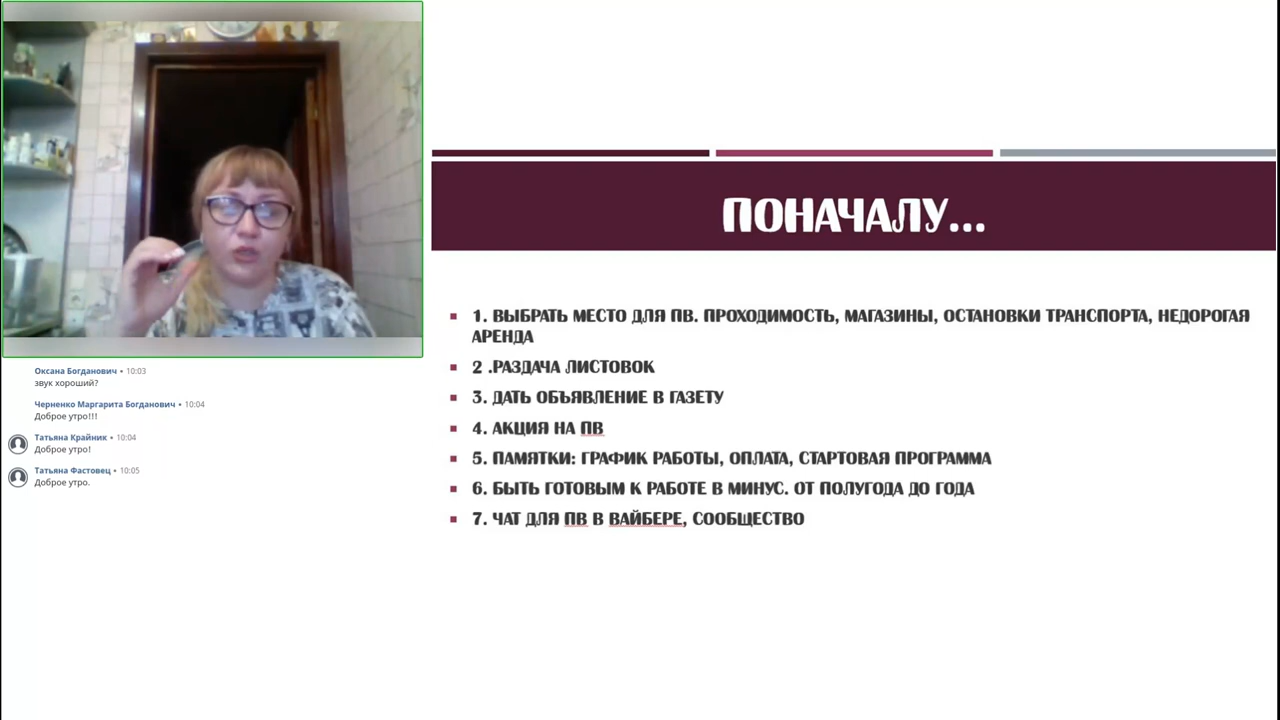 Оксана Богданович • 10:03
звук хороший?
Черненко Маргарита Богданович • 10:04
Доброе утро!!!
Татьяна Крайник • 10:04
Доброе утро!
Татьяна Фастовец • 10:05
Доброе утро.
ПОНАЧАЛУ...
1. ВЫБРАТЬ МЕСТО ДЛЯ ПВ. ПРОХОДИМОСТЬ, МАГАЗИНЫ, ОСТАНОВКИ ТРАНСПОРТА, НЕДОРОГАЯ
АРЕНДА
2 .РАЗДАЧА ЛИСТОВОК
3. ДАТЬ ОБЪЯВЛЕНИЕ В ГАЗЕТУ
4. АКЦИЯ НА ПВ
5. ПАМЯТКИ: ГРАФИК РАБОТЫ, ОПЛАТА, СТАРТОВАЯ ПРОГРАММА
6. БЫТЬ ГОТОВЫМ К РАБОТЕ В МИНУС. ОТ ПОЛУГОДА ДО ГОДА
7. ЧАТ ДЛЯ ПВ В ВАЙБЕРЕ, СООБЩЕСТВО